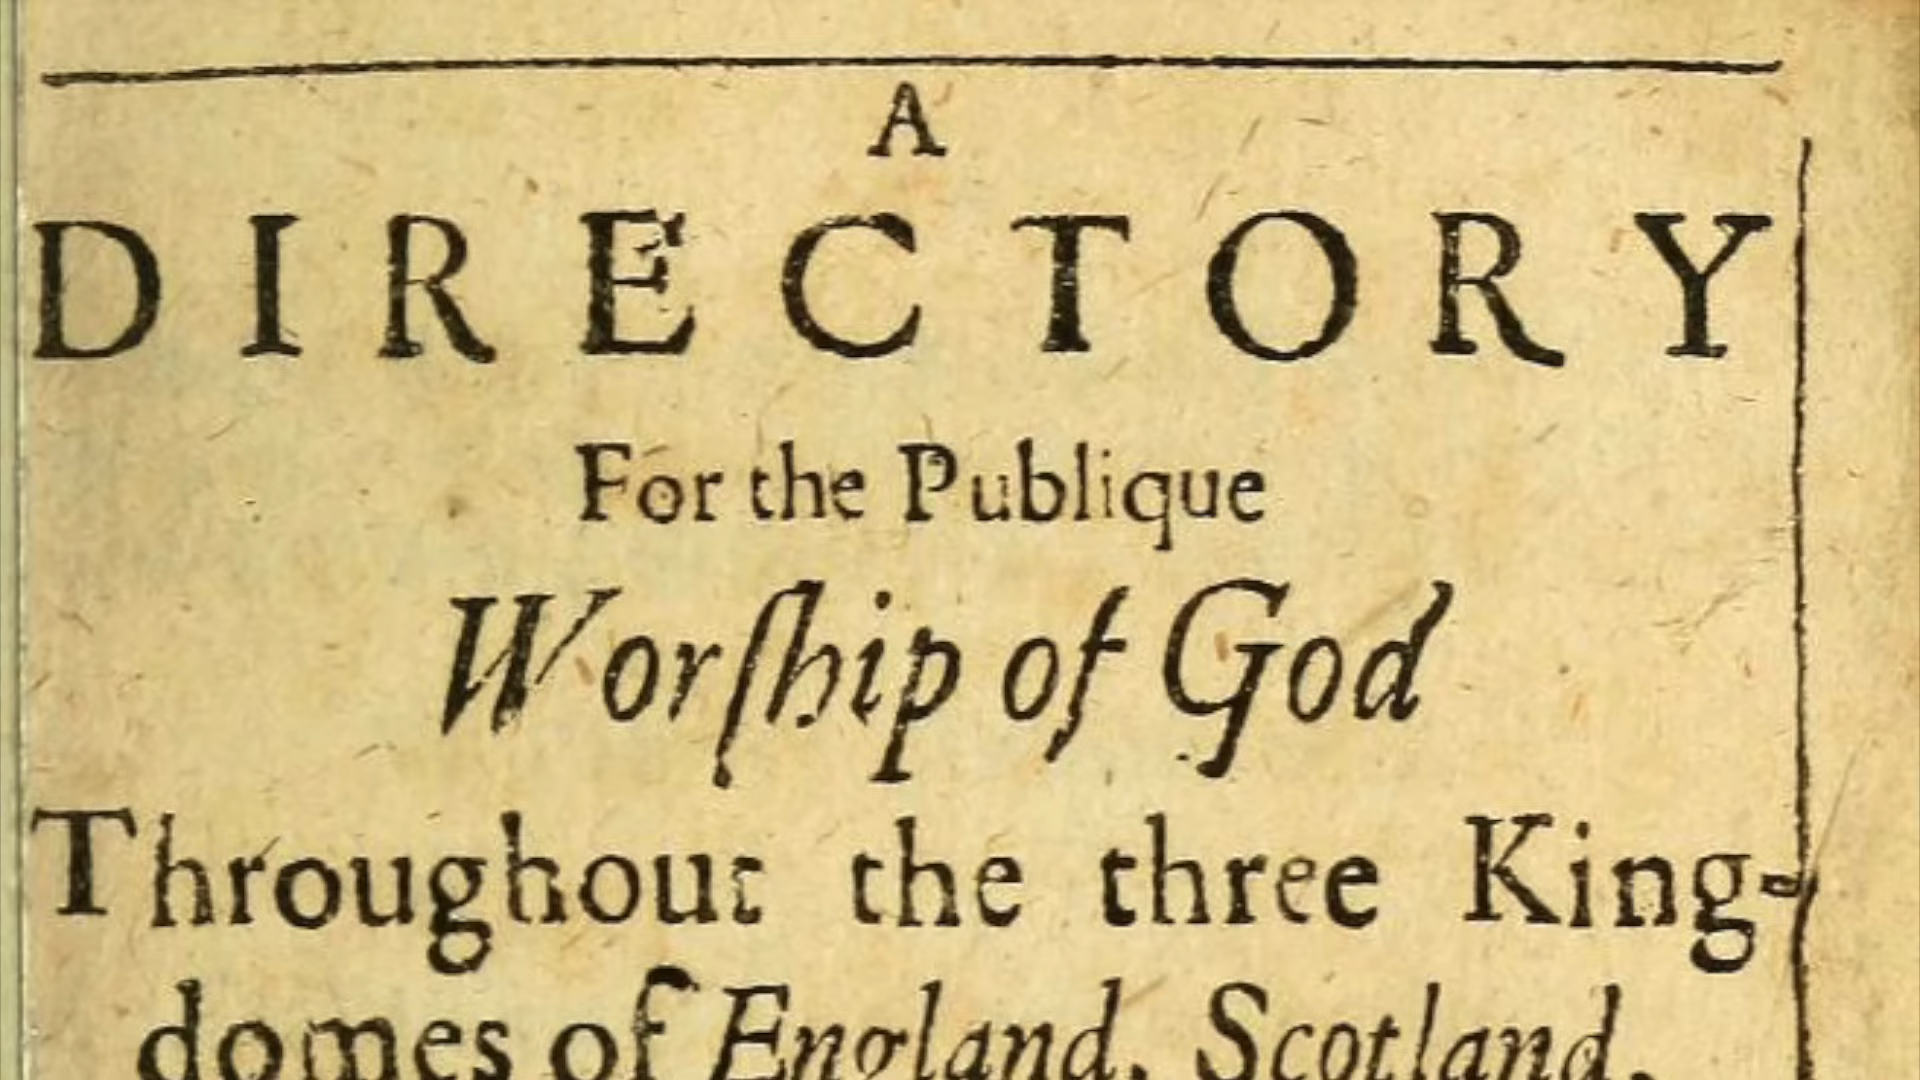 A
DIRECTORY
For the Publique
Worſhip of God
Throughout the three King-
domes of England, Scotland,